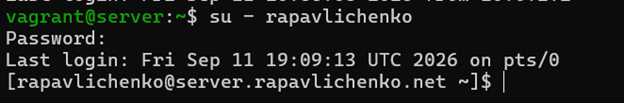 vagrant@server:~$ su - rapavlichenko
Password:
Last login: Fri Sep 11 19:09:13 UTC 2026 on pts/0
[rapavlichenko@server.rapavlichenko.net ~]$